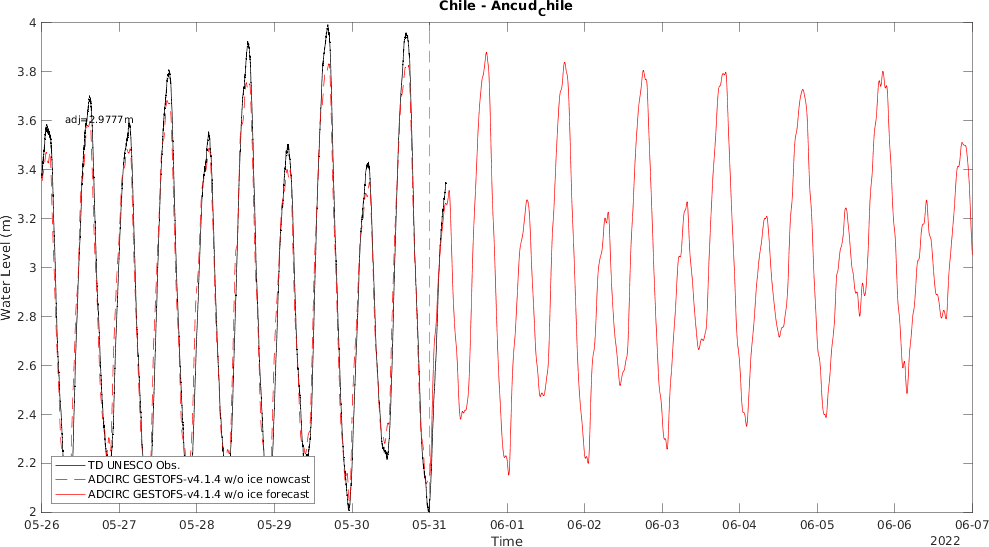 Chile - Ancud_Chile
4
3.8
3.6
3.4
3.2
3
2.8
2.6
2.4
2.2
2
Water Level (m)
adj=2.9777m
TD UNESCO Obs.
ADCIRC GESTOFS-v4.1.4 w/o ice nowcast
ADCIRC GESTOFS-v4.1.4 w/o ice forecast
05-26 05-27 05-28 05-29 05-30 05-31 06-01 06-02 06-03 06-04 06-05 06-06 06-07
Time
2022